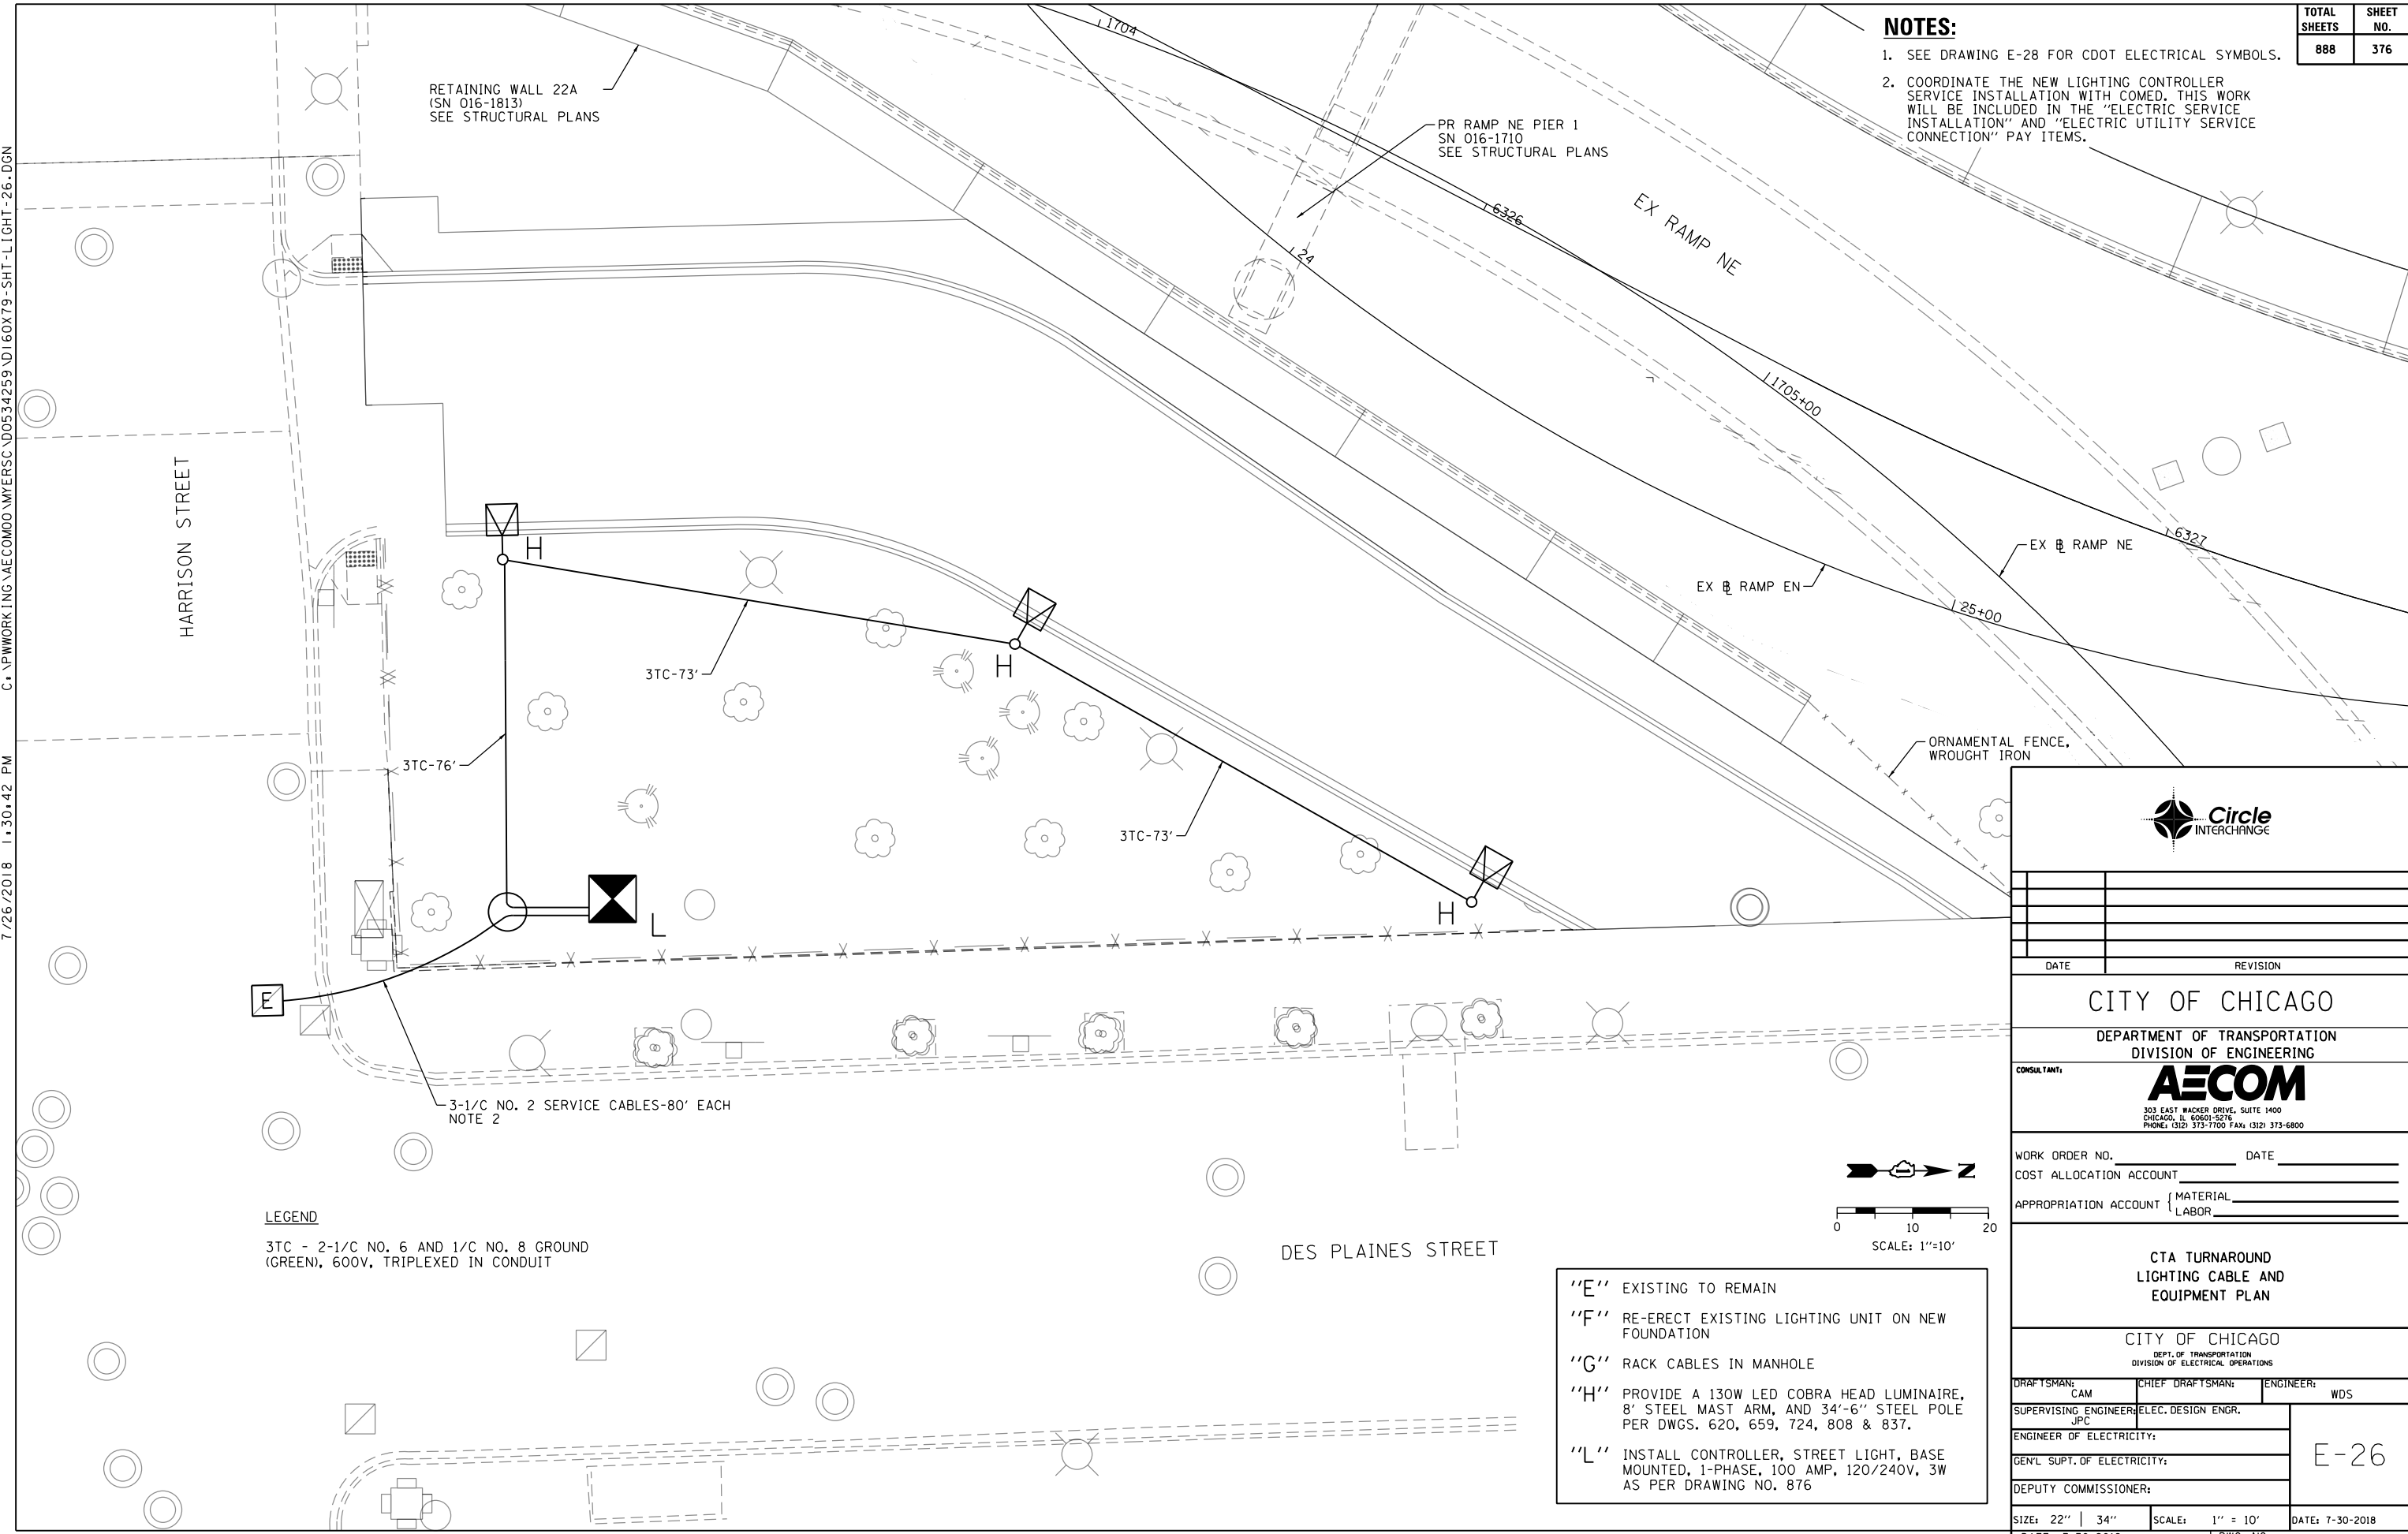 NOTES:
1. SEE DRAWING E-28 FOR CDOT ELECTRICAL SYMBOLS.
2. COORDINATE THE NEW LIGHTING CONTROLLER
SERVICE INSTALLATION WITH COMED. THIS WORK
WILL BE INCLUDED IN THE "ELECTRIC SERVICE
INSTALLATION" AND "ELECTRIC UTILITY SERVICE
CONNECTION" PAY ITEMS.
TOTAL SHEETS
SHEET NO.
888
376
C:\PWWORKING\AECOMOO\MYERSC\D0534259\D160X79-SHT-LIGHT-26.DGN
7/26/2018 1:30:42 PM
RETAINING WALL 22A
(SN 016-1813)
SEE STRUCTURAL PLANS
1704
PR RAMP NE PIER 1
SN 016-1710
SEE STRUCTURAL PLANS
6326
24
EX RAMP NE
1705+00
6327
EX BL RAMP NE
EX BL RAMP EN
25+00
HARRISON STREET
H
3TC-73'
H
3TC-76'
3TC-73'
H
L
E
ORNAMENTAL FENCE,
WROUGHT IRON
3-1/C NO. 2 SERVICE CABLES-80' EACH
NOTE 2
LEGEND
3TC - 2-1/C NO. 6 AND 1/C NO. 8 GROUND
(GREEN), 600V, TRIPLEXED IN CONDUIT
DES PLAINES STREET
N
0 10 20
SCALE: 1"=10'
"E" EXISTING TO REMAIN
"F" RE-ERECT EXISTING LIGHTING UNIT ON NEW
FOUNDATION
"G" RACK CABLES IN MANHOLE
"H" PROVIDE A 130W LED COBRA HEAD LUMINAIRE,
8' STEEL MAST ARM, AND 34'-6" STEEL POLE
PER DWGS. 620, 659, 724, 808 & 837.
"L" INSTALL CONTROLLER, STREET LIGHT, BASE
MOUNTED, 1-PHASE, 100 AMP, 120/240V, 3W
AS PER DRAWING NO. 876
Circle
INTERCHANGE
DATE REVISION
CITY OF CHICAGO
DEPARTMENT OF TRANSPORTATION
DIVISION OF ENGINEERING
CONSULTANT:
AECOM
303 EAST WACKER DRIVE, SUITE 1400
CHICAGO, IL 60601-5276
PHONE: (312) 373-7700 FAX: (312) 373-6800
WORK ORDER NO. DATE
COST ALLOCATION ACCOUNT
APPROPRIATION ACCOUNT { MATERIAL
LABOR
CTA TURNAROUND
LIGHTING CABLE AND
EQUIPMENT PLAN
CITY OF CHICAGO
DEPT. OF TRANSPORTATION
DIVISION OF ELECTRICAL OPERATIONS
DRAFTSMAN: CHIEF DRAFTSMAN: ENGINEER:
CAM WDS
SUPERVISING ENGINEER: ELEC. DESIGN ENGR.
JPC
ENGINEER OF ELECTRICITY:
GEN'L SUPT. OF ELECTRICITY:
E-26
DEPUTY COMMISSIONER:
SIZE: 22" 34" SCALE: 1" = 10' DATE: 7-30-2018